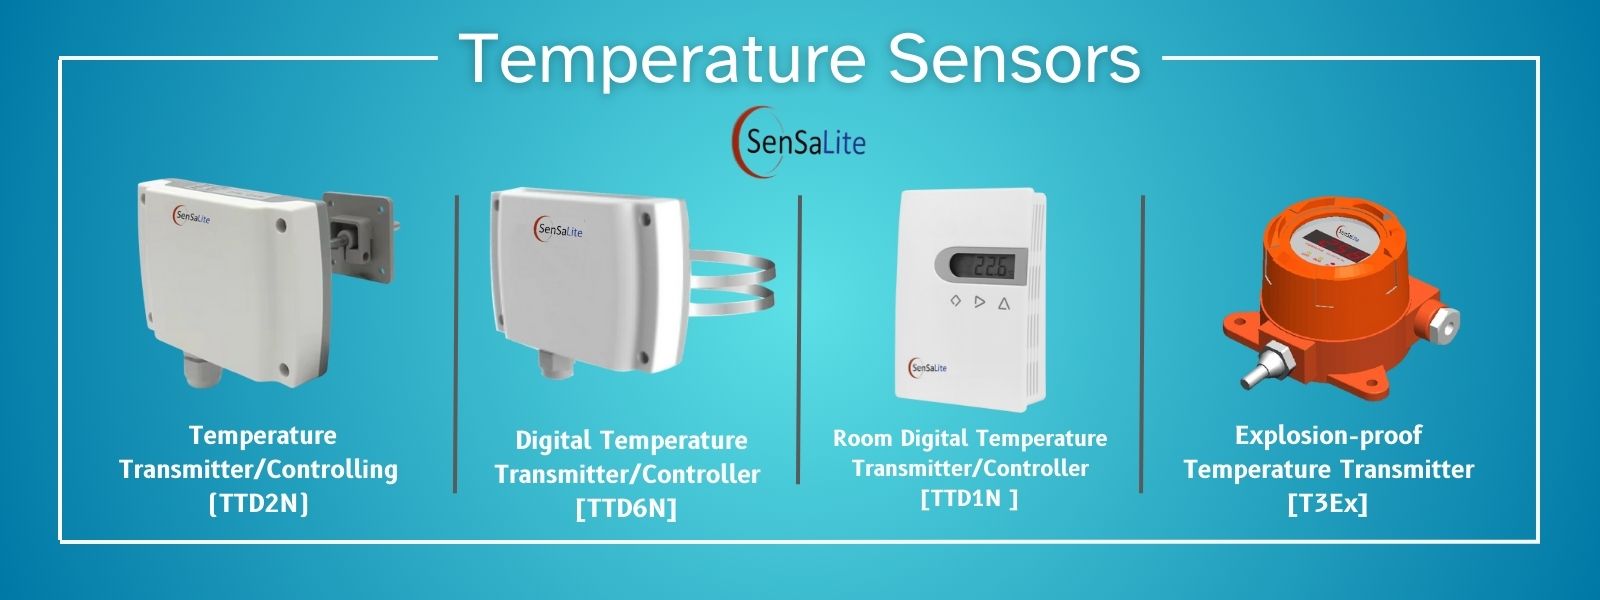 Temperature Sensors
SenSaLite
SenSaLite
SenSaLite
22.6
SenSaLite
SenSaLite
Temperature
Transmitter/Controlling
(TTD2N)
Digital Temperature
Transmitter/Controller
[TTD6N]
Room Digital Temperature
Transmitter/Controller
[TTD1N ]
Explosion-proof
Temperature Transmitter
[T3Ex]